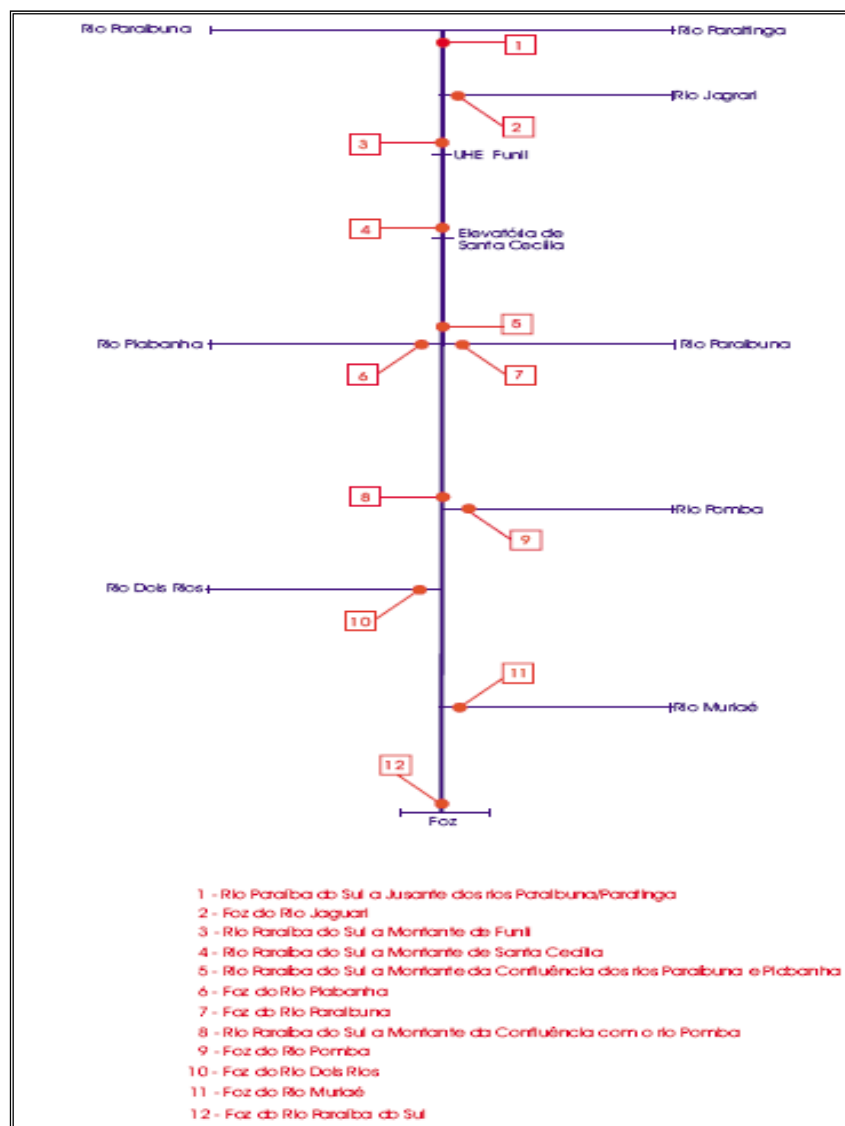 Rio Paraibuna
Rio Paraitinga
1
Rio Jagrari
2
3
UHE Funil
4
Elevatória de
Santa Cecília
5
Rio Piabanha
Rio Paraibuna
6
7
8
Rio Pomba
9
Rio Dois Rios
10
11
Rio Muriaé
12
Foz
1 - Rio Paraíba do Sul a Jusante dos rios Paraibuna/Paratinga
2 - Foz do Rio Jaguari
3 - Rio Paraíba do Sul a Montante de Funil
4 - Rio Paraíba do Sul a Montante de Santa Cecília
5 - Rio Paraíba do Sul a Montante da Confluência dos rios Paraibuna e Piabanha
6 - Foz do Rio Piabanha
7 - Foz do Rio Paraibuna
8 - Rio Paraíba do Sul a Montante da Confluência com o rio Pomba
9 - Foz do Rio Pomba
10 - Foz do Rio Dois Rios
11 - Foz do Rio Muriaé
12 - Foz do Rio Paraíba do Sul